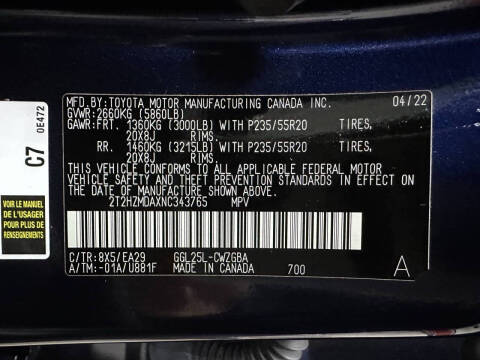 MFD.BY:TOYOTA MOTOR MANUFACTURING CANADA INC. 04/22
GVWR:2660KG (5860LB)
GAWR:FRT. 1360KG (3000LB) WITH P235/55R20 TIRES,
20X8J RIMS,
RR. 1460KG (3215LB) WITH P235/55R20 TIRES,
20X8J RIMS,
THIS VEHICLE CONFORMS TO ALL APPLICABLE FEDERAL MOTOR
VEHICLE SAFETY AND THEFT PREVENTION STANDARDS IN EFFECT ON
THE DATE OF MANUFACTURE SHOWN ABOVE.
2T2HZMDAXNC343765 MPV
C/TR:8X5/EA29 GGL25L-CWZGBA
A/TM:-01A/U881F MADE IN CANADA 700 A
0E472
C7
VOIR LE MANUEL
DE L'USAGER
POUR PLUS DE
RENSEIGNEMENTS